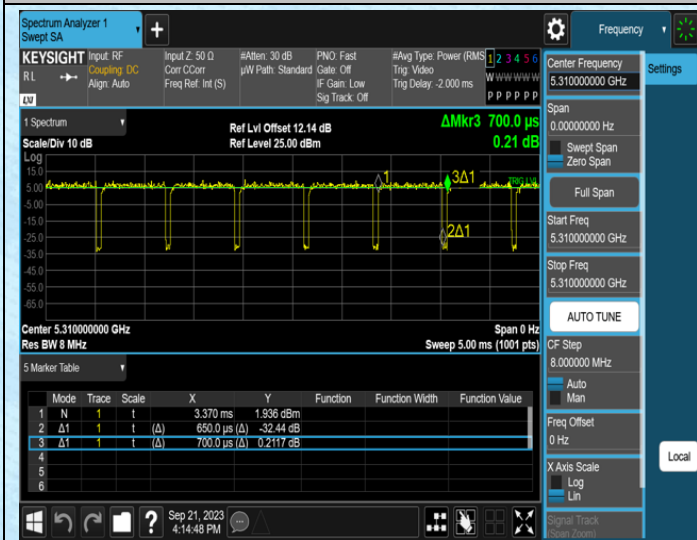 Spectrum Analyzer 1
Swept SA
+
Frequency
KEYSIGHT Input: RF Input Z: 50 Ω #Atten: 30 dB PNO: Fast #Avg Type: Power (RMS 1 2 3 4 5 6
RL Coupling: DC Corr CCorr µW Path: Standard Gate: Off Trig: Video W W W W W W
Align: Auto Freq Ref: Int (S) IF Gain: Low Trig Delay: -2.000 ms
Sig Track: Off P P P P P P
LXI
1 Spectrum
Ref Lvl Offset 12.14 dB
ΔMkr3 700.0 µs
Scale/Div 10 dB
Ref Level 25.00 dBm
0.21 dB
Log
15.0
5.00
-5.00
-15.0
-25.0
-35.0
-45.0
-55.0
-65.0
1
3Δ1
TRIG LVL
2Δ1
Center 5.310000000 GHz
Span 0 Hz
Res BW 8 MHz
Sweep 5.00 ms (1001 pts)
5 Marker Table
Mode Trace Scale X Y Function Function Width Function Value
1 N 1 t 3.370 ms 1.936 dBm
2 Δ1 1 t (Δ) 650.0 µs (Δ) -32.44 dB
3 Δ1 1 t (Δ) 700.0 µs (Δ) 0.2117 dB
4
5
6
?
Sep 21, 2023
4:14:48 PM
Center Frequency
5.310000000 GHz
Settings
Span
0.00000000 Hz
Swept Span
Zero Span
Full Span
Start Freq
5.310000000 GHz
Stop Freq
5.310000000 GHz
AUTO TUNE
CF Step
8.000000 MHz
Auto
Man
Freq Offset
0 Hz
Local
X Axis Scale
Log
Lin
Signal Track
(Span Zoom)